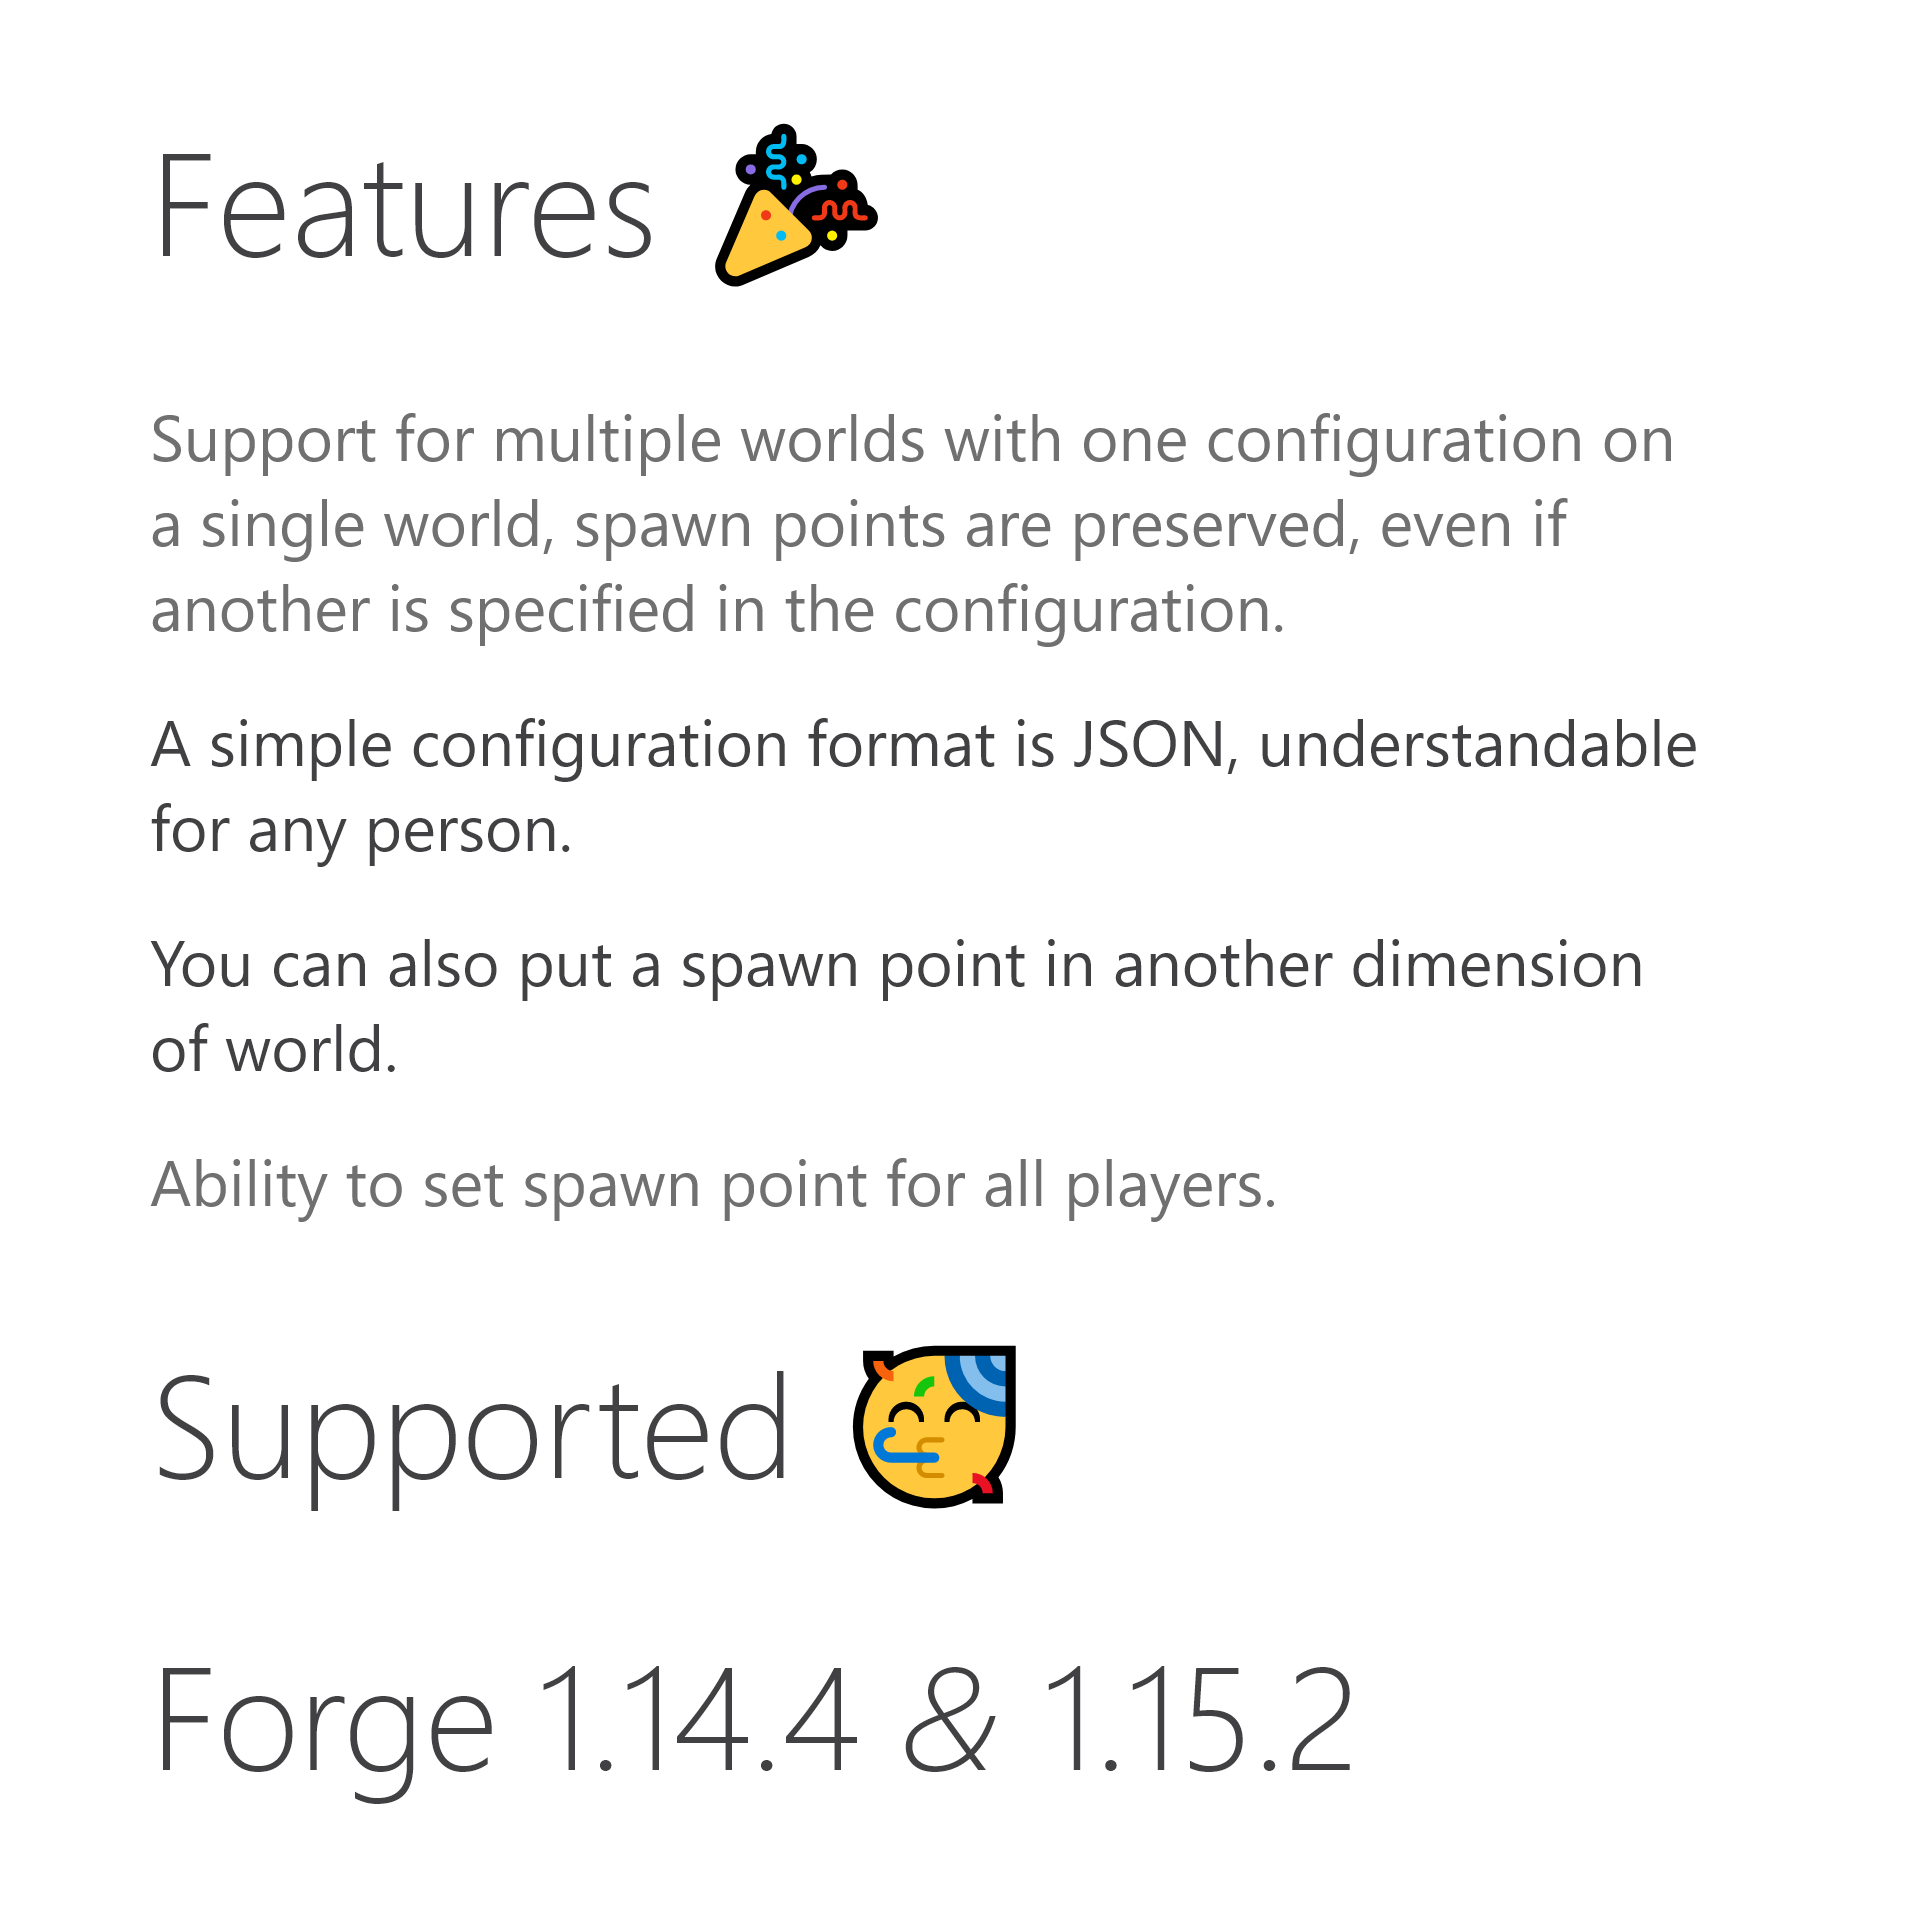 Features
Support for multiple worlds with one configuration on
a single world, spawn points are preserved, even if
another is specified in the configuration.
A simple configuration format is JSON, understandable
for any person.
You can also put a spawn point in another dimension
of world.
Ability to set spawn point for all players.
Supported
Forge 1.14.4 & 1.15.2